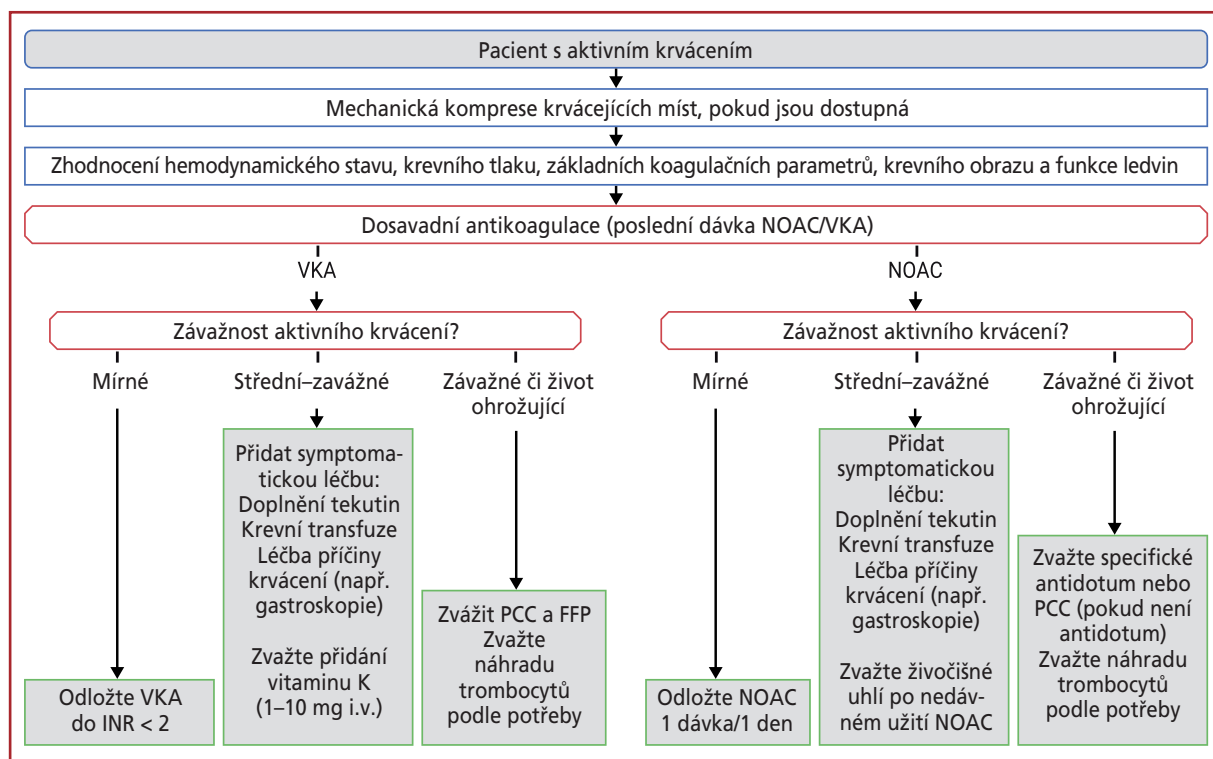 Pacient s aktivním krvácením
Mechanická komprese krvácejících míst, pokud jsou dostupná
Zhodnocení hemodynamického stavu, krevního tlaku, základních koagulačních parametrů, krevního obrazu a funkce ledvin
Dosavadní antikoagulace (poslední dávka NOAC/VKA)
VKA
Závažnost aktivního krvácení?
Mírné
Střední–zavážné
Závažné či život
ohrožující
Odložte VKA
do INR < 2
Přidat symptoma-
tickou léčbu:
Doplnění tekutin
Krevní transfuze
Léčba příčiny
krvácení (např.
gastroskopie)
Zvažte přidání
vitaminu K
(1–10 mg i.v.)
Zvážit PCC a FFP
Zvažte
náhradu
trombocytů
podle potřeby
NOAC
Závažnost aktivního krvácení?
Mírné
Střední–zavážné
Závažné či život
ohrožující
Odložte NOAC
1 dávka/1 den
Přidat
symptomatickou
léčbu:
Doplnění tekutin
Krevní transfuze
Léčba příčiny
krvácení (např.
gastroskopie)
Zvažte živočišné
uhlí po nedáv-
ném užití NOAC
Zvažte specifické
antidotum nebo
PCC (pokud není
antidotum)
Zvažte náhradu
trombocytů
podle potřeby